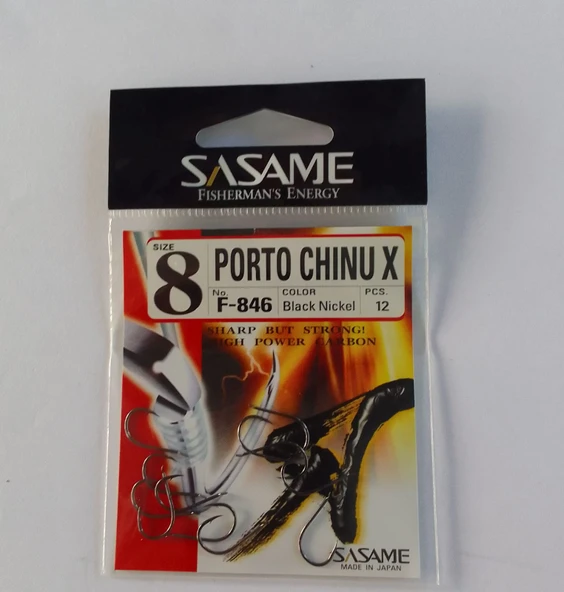 SASAME
FISHERMAN'S ENERGY
SIZE
8
PORTO CHINU X
No. F-846
COLOR Black Nickel
PCS. 12
SHARP BUT STRONG!
HIGH POWER CARBON
SASAME
MADE IN JAPAN